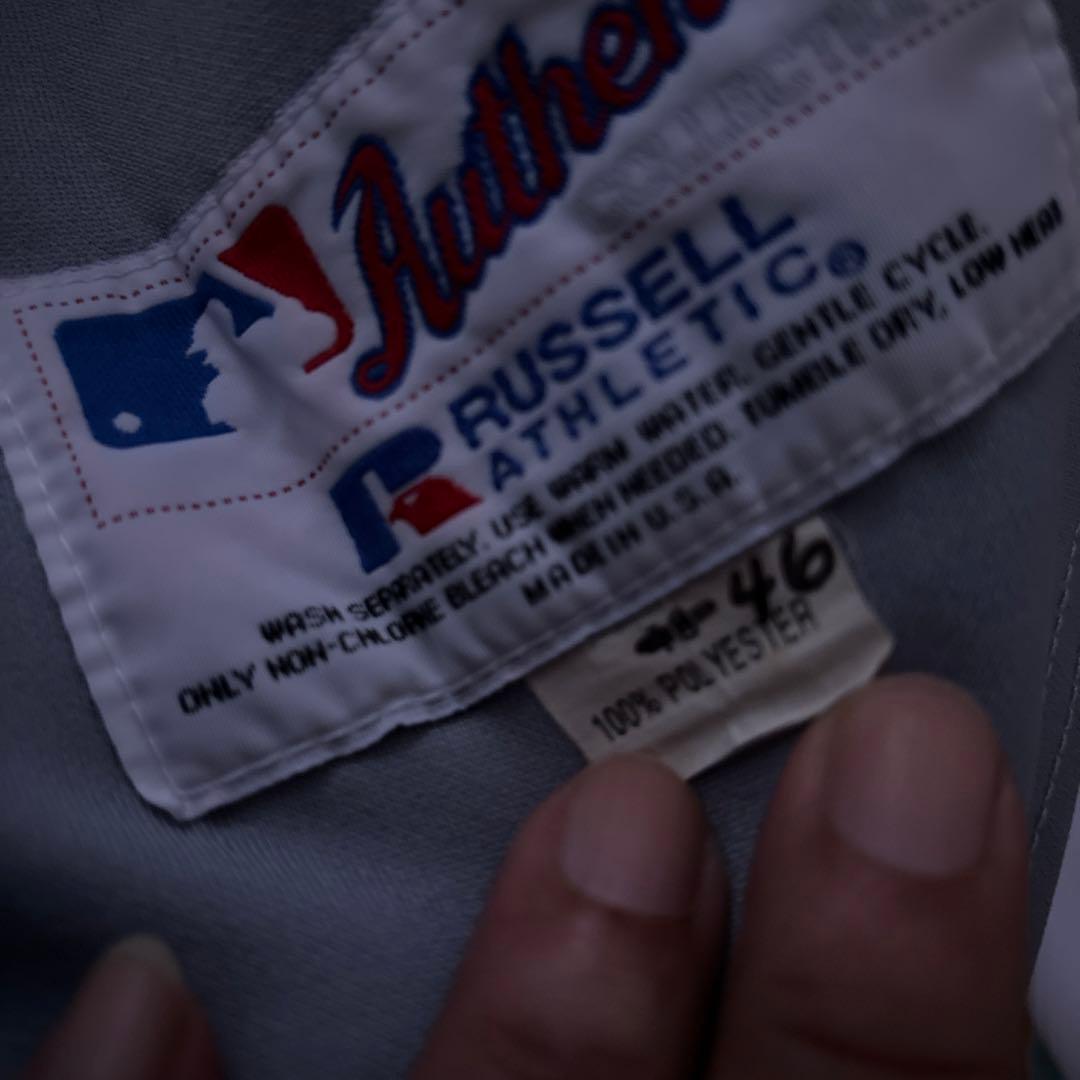 Authen
COLLECTION
RUSSELL
ATHLETIC®
WASH SEPARATELY. USE WARM WATER, GENTLE CYCLE.
ONLY NON-CHLORINE BLEACH WHEN NEEDED. TUMBLE DRY, LOW HEAT
MADE IN U.S.A.
46
100% POLYESTER